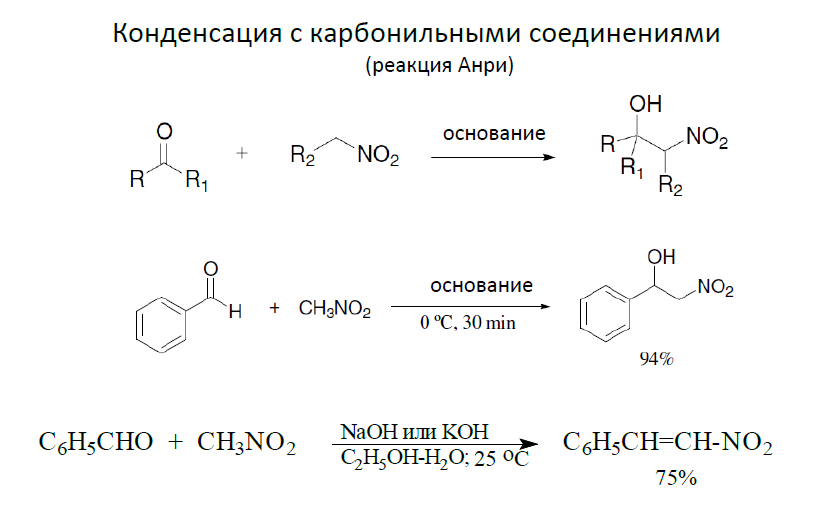 Конденсация с карбонильными соединениями
(реакция Анри)
O
R R1 + R2 NO2 основание OH R R1 NO2 R2
O
H + CH3NO2 основание 0 ºC, 30 min OH NO2
94%
C6H5CHO + CH3NO2 NaOH или KOH C2H5OH-H2O; 25 ºC C6H5CH=CH-NO2
75%